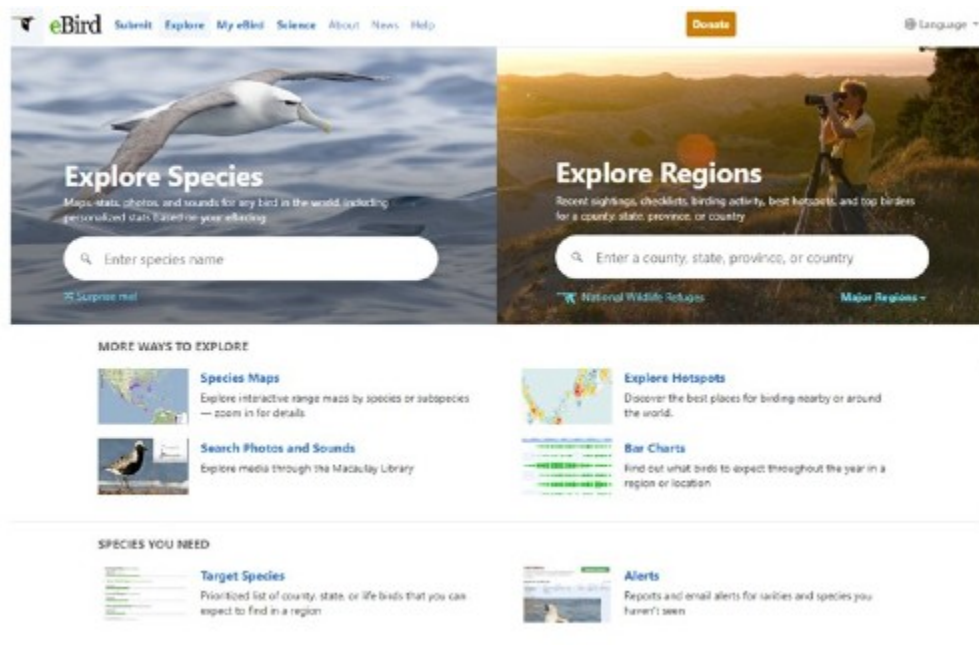 eBird Submit Explore My eBird Science About News Help Donate Language
Explore Species
Maps, stats, photos, and sounds for any bird in the world, including
personalized stats based on your eBirding
Enter species name
Surprise me!
Explore Regions
Recent sightings, checklists, birding activity, best hotspots, and top birders
for a county, state, province, or country
Enter a county, state, province, or country
National Wildlife Refuges Major Regions
MORE WAYS TO EXPLORE
Species Maps
Explore interactive range maps by species or subspecies
— zoom in for details
Explore Hotspots
Discover the best places for birding nearby or around
the world.
Search Photos and Sounds
Explore media through the Macaulay Library
Bar Charts
Find out what birds to expect throughout the year in a
region or location
SPECIES YOU NEED
Target Species
Prioritized list of county, state, or life birds that you can
expect to find in a region
Alerts
Reports and email alerts for rarities and species you
haven't seen